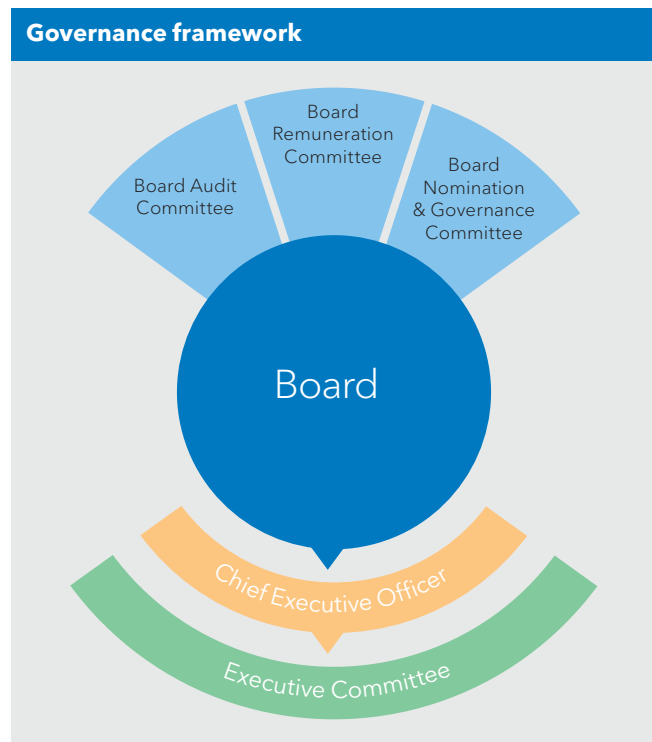 Governance framework
Board Audit
Committee
Board
Remuneration
Committee
Board
Nomination
& Governance
Committee
Board
Chief Executive Officer
Executive Committee